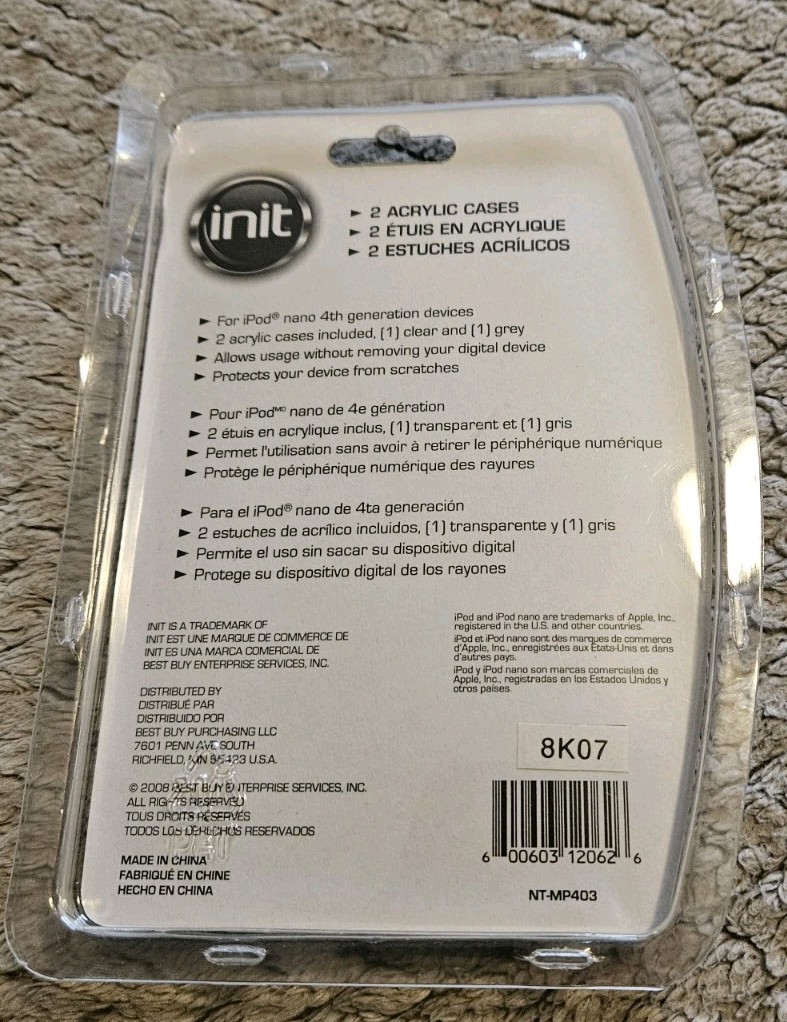 init
► 2 ACRYLIC CASES
► 2 ÉTUIS EN ACRYLIQUE
► 2 ESTUCHES ACRÍLICOS
► For iPod® nano 4th generation devices
► 2 acrylic cases included, (1) clear and (1) grey
► Allows usage without removing your digital device
► Protects your device from scratches
► Pour iPodᴹᴰ nano de 4e génération
► 2 étuis en acrylique inclus, (1) transparent et (1) gris
► Permet l'utilisation sans avoir à retirer le périphérique numérique
► Protège le périphérique numérique des rayures
► Para el iPod® nano de 4ta generación
► 2 estuches de acrílico incluidos, (1) transparente y (1) gris
► Permite el uso sin sacar su dispositivo digital
► Protege su dispositivo digital de los rayones
INIT IS A TRADEMARK OF
INIT EST UNE MARQUE DE COMMERCE DE
INIT ES UNA MARCA COMERCIAL DE
BEST BUY ENTERPRISE SERVICES, INC.
DISTRIBUTED BY
DISTRIBUÉ PAR
DISTRIBUIDO POR
BEST BUY PURCHASING LLC
7601 PENN AVE SOUTH
RICHFIELD, MN 55423 U.S.A.
© 2008 BEST BUY ENTERPRISE SERVICES, INC.
ALL RIGHTS RESERVED
TOUS DROITS RÉSERVÉS
TODOS LOS DERECHOS RESERVADOS
MADE IN CHINA
FABRIQUÉ EN CHINE
HECHO EN CHINA
iPod and iPod nano are trademarks of Apple, Inc.,
registered in the U.S. and other countries.
iPod et iPod nano sont des marques de commerce
d'Apple, Inc., enregistrées aux États-Unis et dans
d'autres pays.
iPod y iPod nano son marcas comerciales de
Apple, Inc., registradas en los Estados Unidos y
otros países.
8K07
6 00603 12062 6
NT-MP403